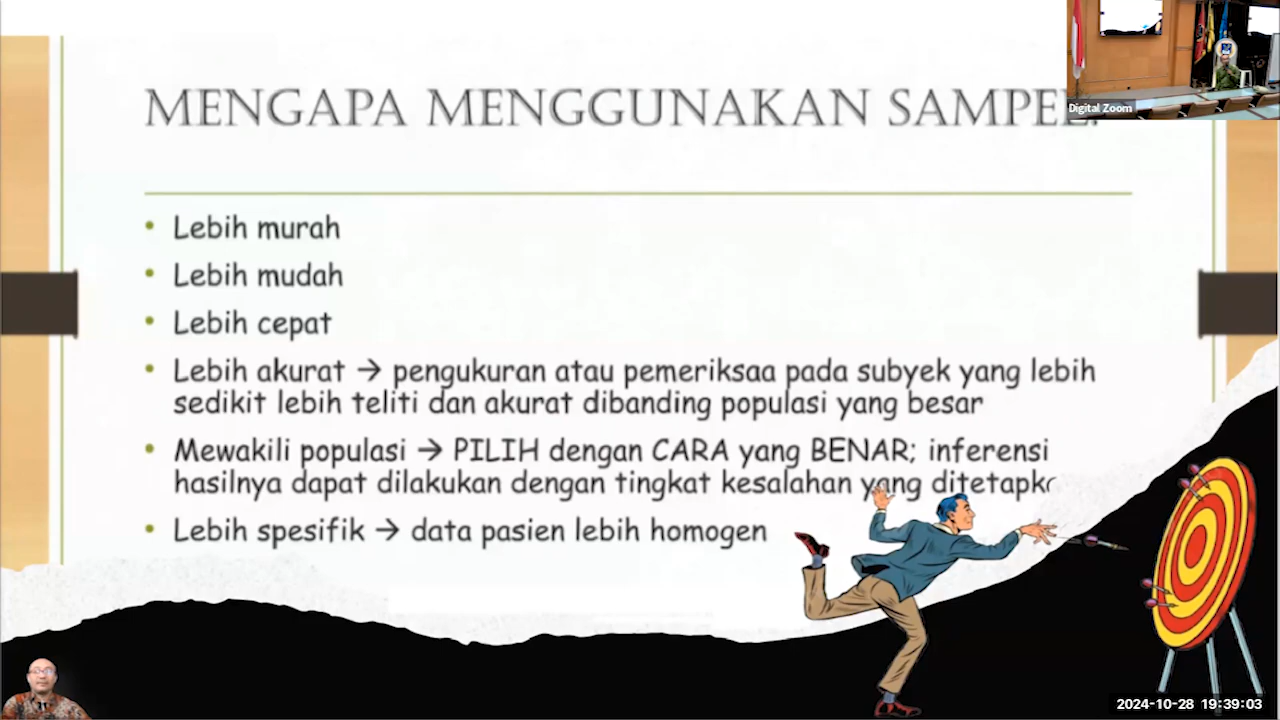 MENGAPA MENGGUNAKAN SAMPEL?
Digital Zoom
• Lebih murah
• Lebih mudah
• Lebih cepat
• Lebih akurat → pengukuran atau pemeriksaa pada subyek yang lebih
sedikit lebih teliti dan akurat dibanding populasi yang besar
• Mewakili populasi → PILIH dengan CARA yang BENAR; inferensi
hasilnya dapat dilakukan dengan tingkat kesalahan yang
• Lebih spesifik → data pasien lebih homogen
2024-10-28 19:39:03